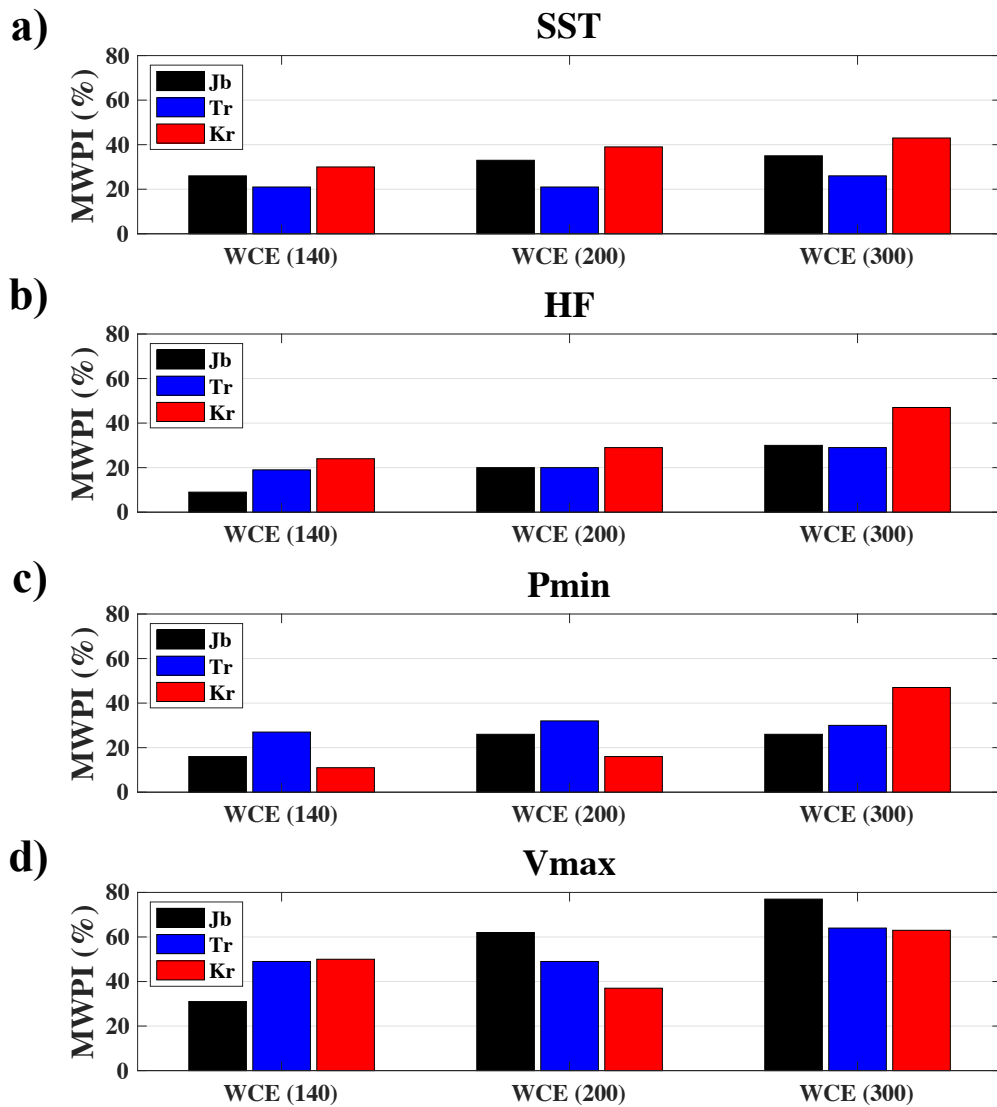 a)
SST
MWPI (%)
80
60
40
20
0
Jb
Tr
Kr
WCE (140)
WCE (200)
WCE (300)
b)
HF
MWPI (%)
80
60
40
20
0
Jb
Tr
Kr
WCE (140)
WCE (200)
WCE (300)
c)
Pmin
MWPI (%)
80
60
40
20
0
Jb
Tr
Kr
WCE (140)
WCE (200)
WCE (300)
d)
Vmax
MWPI (%)
80
60
40
20
0
Jb
Tr
Kr
WCE (140)
WCE (200)
WCE (300)